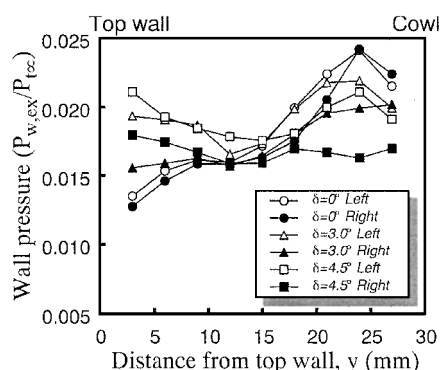 Top wall Cowl
Wall pressure (P_{w,ex}/P_{t∞})
0.025
0.020
0.015
0.010
0.005
δ=0° Left
δ=0° Right
δ=3.0° Left
δ=3.0° Right
δ=4.5° Left
δ=4.5° Right
0 5 10 15 20 25 30
Distance from top wall, y (mm)